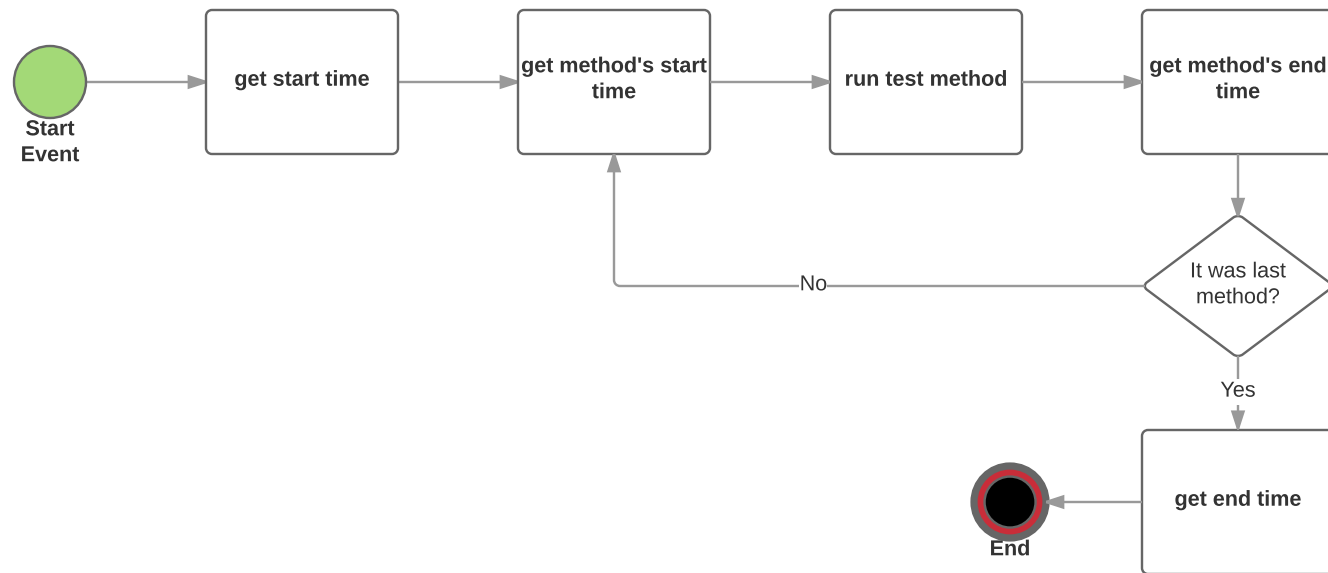 Start
Event
get start time
get method's start
time
run test method
get method's end
time
It was last
method?
No
Yes
get end time
End